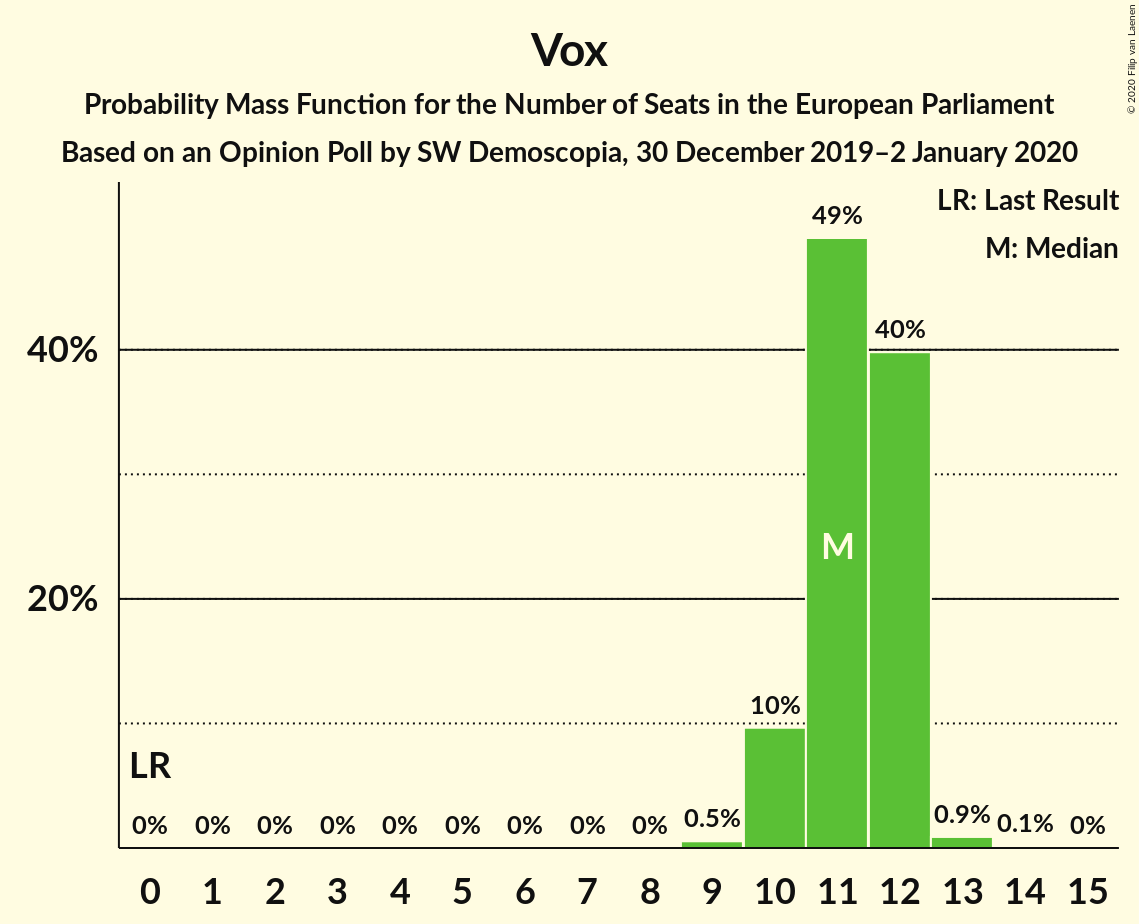 Vox
Probability Mass Function for the Number of Seats in the European Parliament
Based on an Opinion Poll by SW Demoscopia, 30 December 2019–2 January 2020
© 2020 Filip van Laenen
LR: Last Result
M: Median
49%
40%
40%
M
20%
10%
LR
0% 0% 0% 0% 0% 0% 0% 0% 0% 0.5% 0.9% 0.1% 0%
0 1 2 3 4 5 6 7 8 9 10 11 12 13 14 15